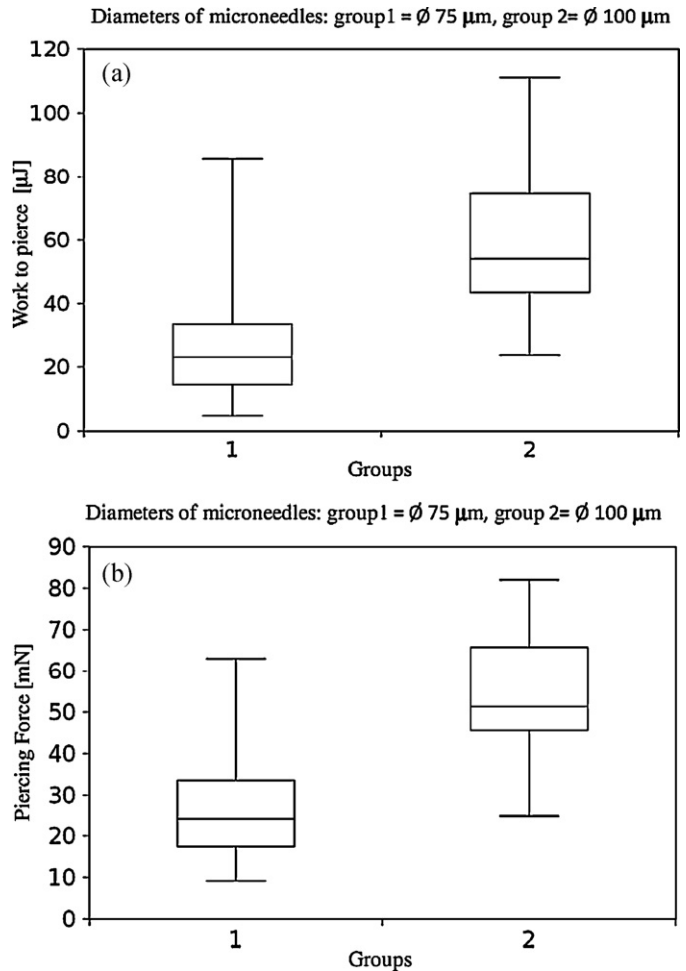 Diameters of microneedles: group1 = Ø 75 µm, group 2= Ø 100 µm
(a)
120
100
80
60
40
20
0
Work to pierce [µJ]
1 2
Groups
Diameters of microneedles: group1 = Ø 75 µm, group 2= Ø 100 µm
(b)
90
80
70
60
50
40
30
20
10
0
Piercing Force [mN]
1 2
Groups